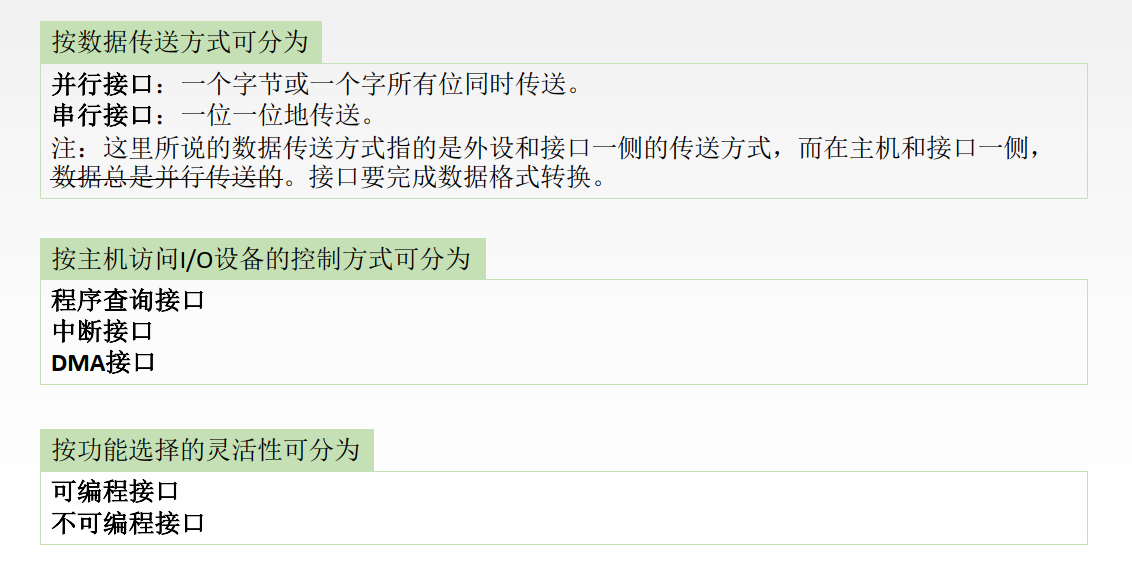 按数据传送方式可分为
并行接口：一个字节或一个字所有位同时传送。
串行接口：一位一位地传送。
注：这里所说的数据传送方式指的是外设和接口一侧的传送方式，而在主机和接口一侧，
数据总是并行传送的。接口要完成数据格式转换。
按主机访问I/O设备的控制方式可分为
程序查询接口
中断接口
DMA接口
按功能选择的灵活性可分为
可编程接口
不可编程接口